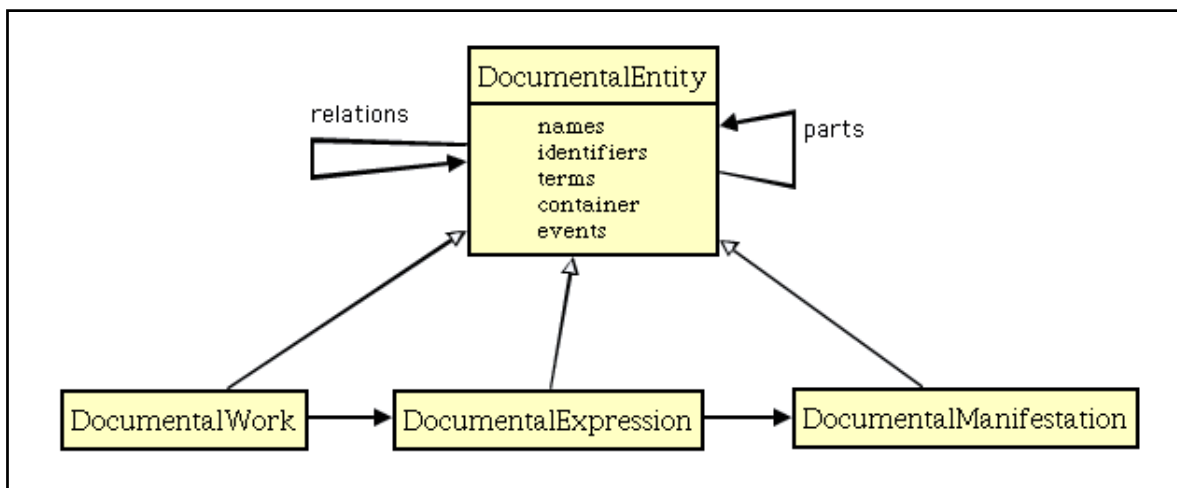 DocumentalEntity
relations
names
identifiers
terms
container
events
parts
DocumentalWork
DocumentalExpression
DocumentalManifestation